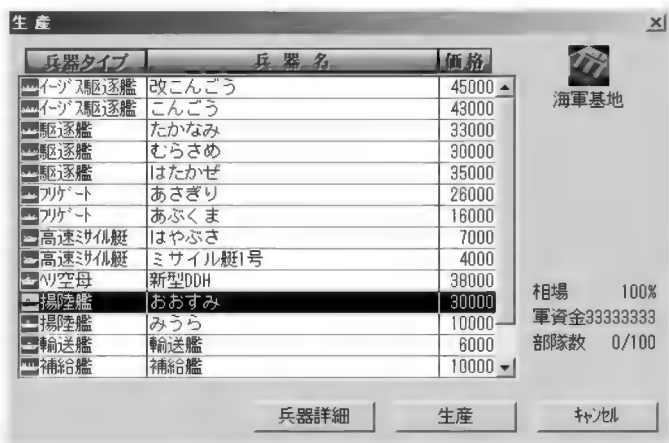 生産
兵器タイプ 兵器名 価格
イージス駆逐艦 改こんごう 45000
イージス駆逐艦 こんごう 43000
駆逐艦 たかなみ 33000
駆逐艦 むらさめ 30000
駆逐艦 はたかぜ 35000
フリゲート あさぎり 26000
フリゲート あぶくま 16000
高速ミサイル艇 はやぶさ 7000
高速ミサイル艇 ミサイル艇1号 4000
ヘリ空母 新型DDH 38000
揚陸艦 おおすみ 30000
揚陸艦 みうら 10000
輸送艦 輸送艦 6000
補給艦 補給艦 10000
海軍基地
相場 100%
軍資金33333333
部隊数 0/100
兵器詳細 生産 キャンセル